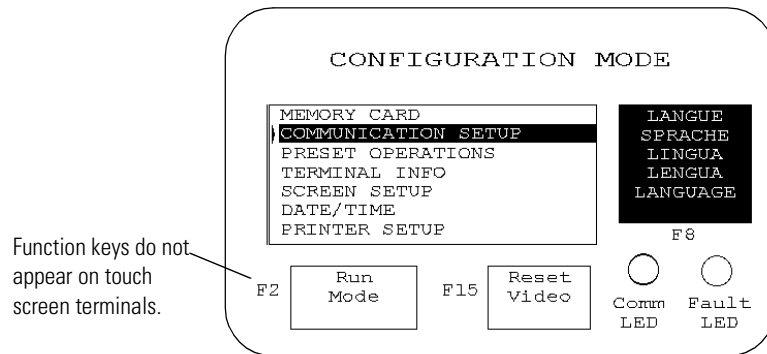 CONFIGURATION MODE
MEMORY CARD
COMMUNICATION SETUP
PRESET OPERATIONS
TERMINAL INFO
SCREEN SETUP
DATE/TIME
PRINTER SETUP
LANGUE
SPRACHE
LINGUA
LENGUA
LANGUAGE
F8
Function keys do not
appear on touch
screen terminals.
F2
Run
Mode
F15
Reset
Video
Comm
LED
Fault
LED